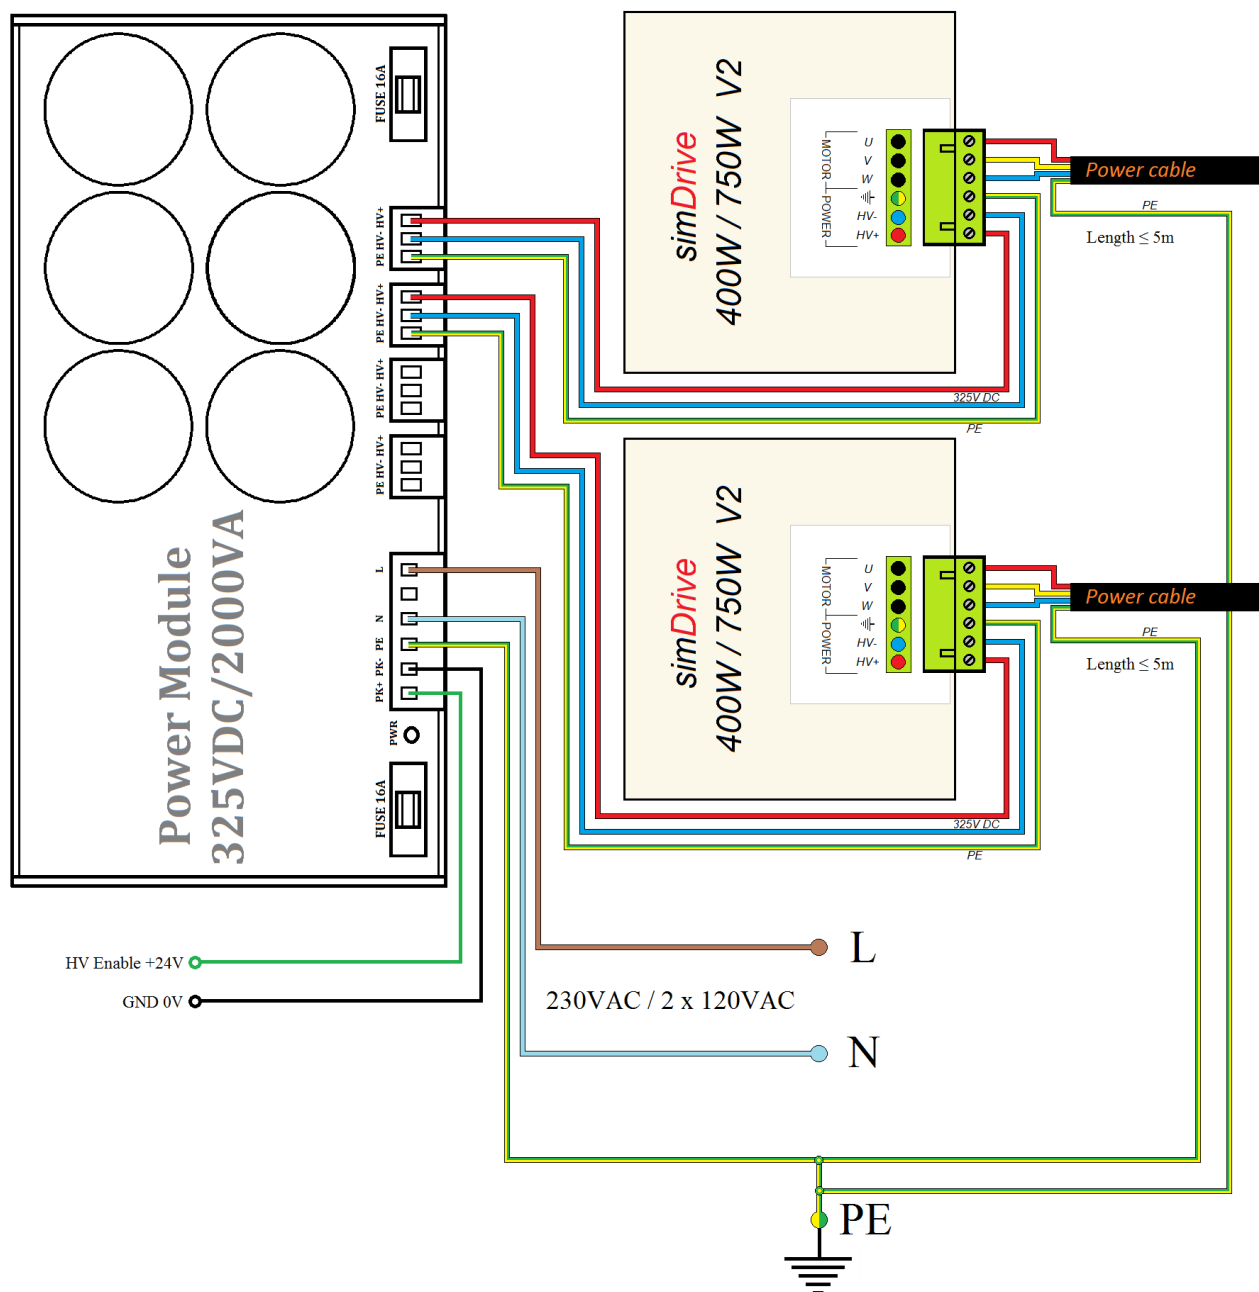 FUSE 16A
PE HV- HV+
PE HV- HV+
PE HV- HV+
PE HV- HV+
L
N
PE
PK-
PK+
PWR
FUSE 16A
Power Module
325VDC/2000VA
simDrive
400W / 750W V2
MOTOR
POWER
U
V
W
HV-
HV+
Power cable
PE
Length ≤ 5m
325V DC
PE
simDrive
400W / 750W V2
MOTOR
POWER
U
V
W
HV-
HV+
Power cable
PE
Length ≤ 5m
325V DC
PE
HV Enable +24V
GND 0V
L
230VAC / 2 x 120VAC
N
PE